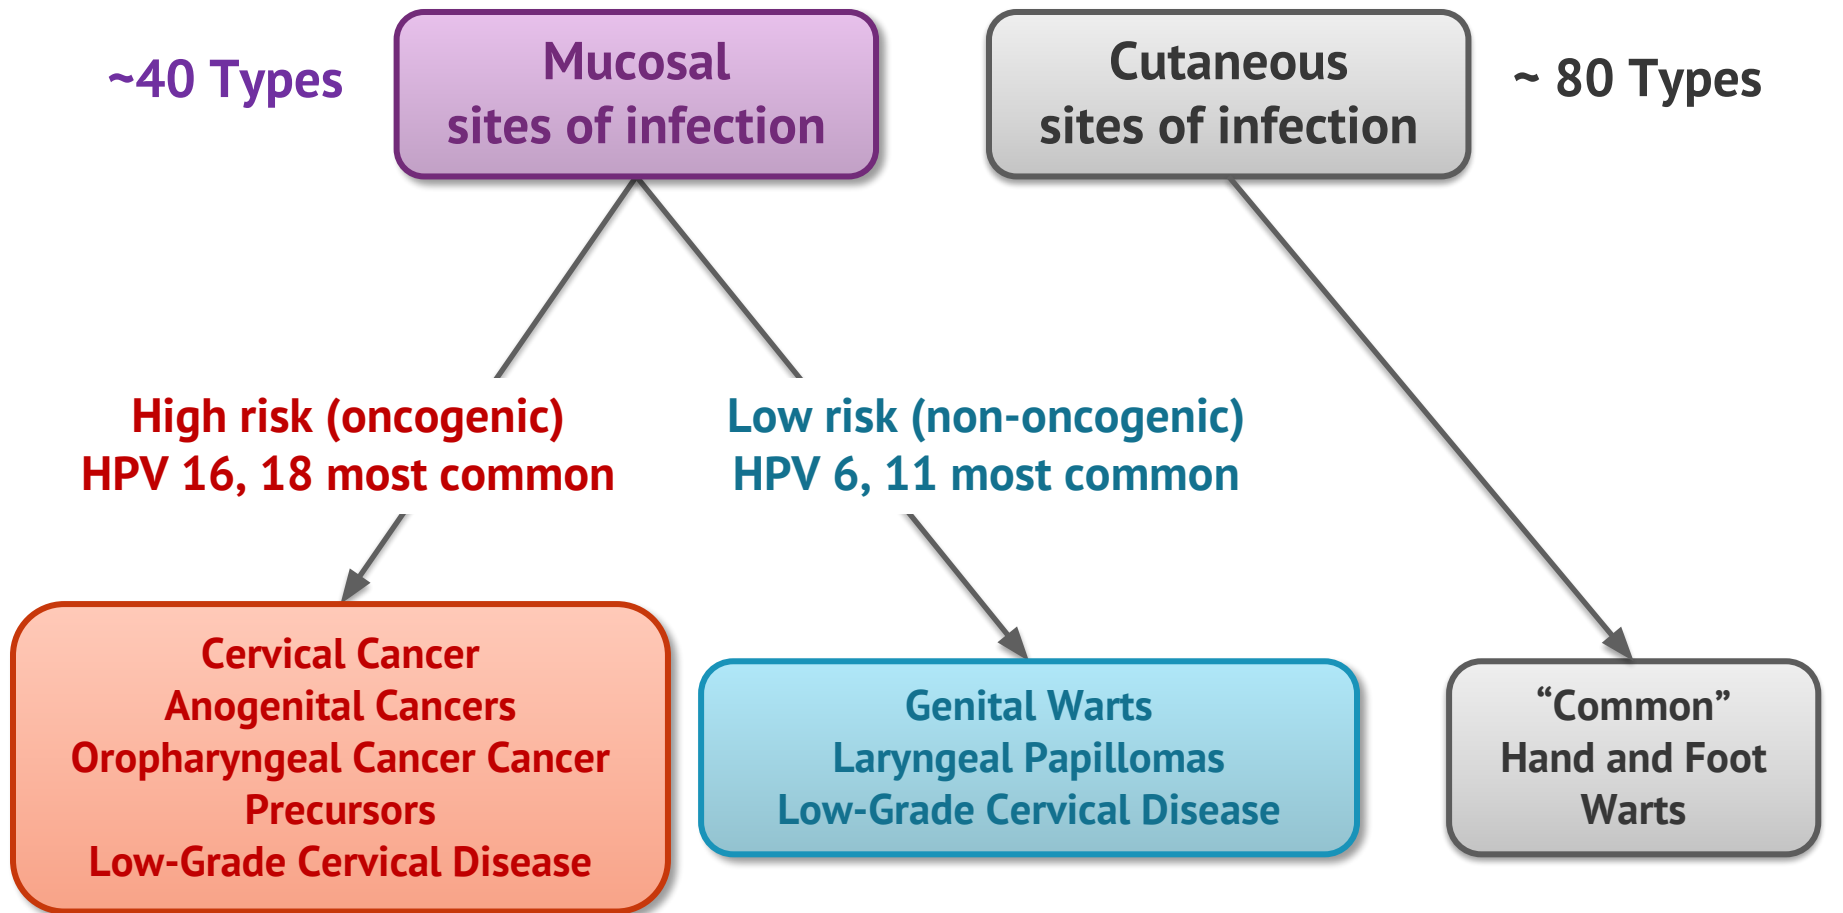 ~40 Types
Mucosal
sites of infection
Cutaneous
sites of infection
~ 80 Types
High risk (oncogenic)
HPV 16, 18 most common
Low risk (non-oncogenic)
HPV 6, 11 most common
Cervical Cancer
Anogenital Cancers
Oropharyngeal Cancer Cancer
Precursors
Low-Grade Cervical Disease
Genital Warts
Laryngeal Papillomas
Low-Grade Cervical Disease
“Common”
Hand and Foot
Warts